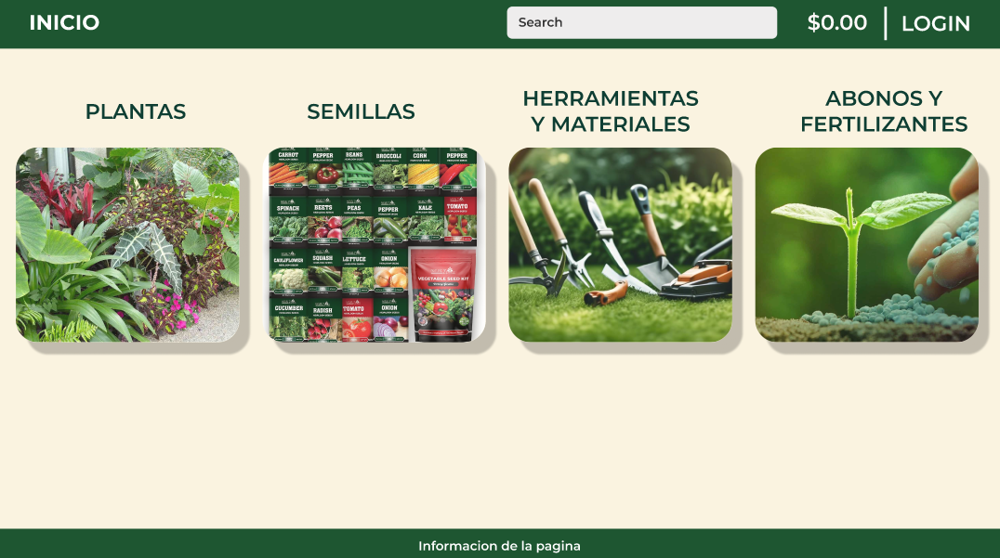 INICIO
Search
$0.00
LOGIN
PLANTAS
SEMILLAS
HERRAMIENTAS
Y MATERIALES
ABONOS Y
FERTILIZANTES
CARROT
PEPPER
BEANS
BROCCOLI
CORN
PEPPER
SPINACH
BEETS
PEAS
PEPPER
KALE
TOMATO
CAULIFLOWER
SQUASH
LETTUCE
ONION
VEGETABLE SEED KIT
CUCUMBER
RADISH
TOMATO
ONION
Informacion de la pagina